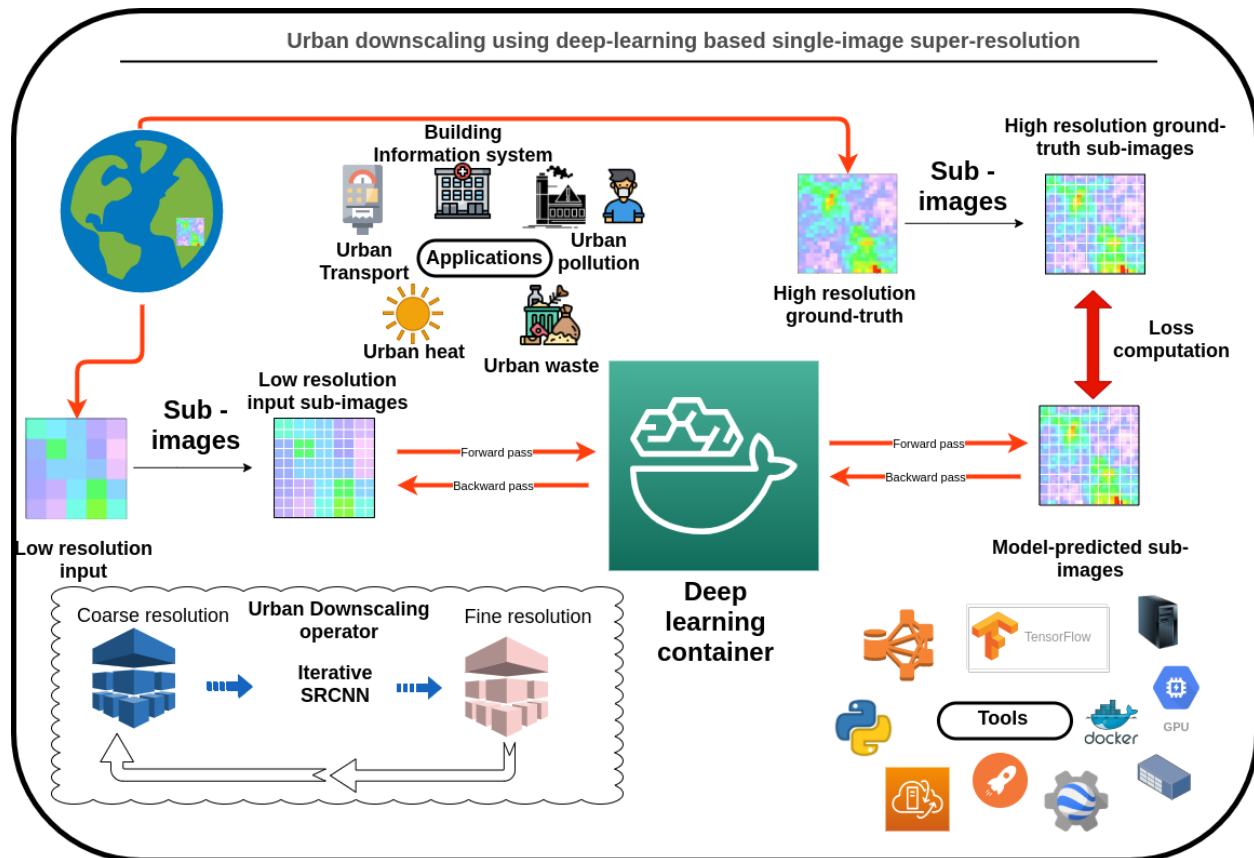 Urban downscaling using deep-learning based single-image super-resolution
Building
Information system
Urban
Transport
Applications
Urban
pollution
Urban heat
Urban waste
High resolution
ground-truth
Sub -
images
High resolution ground-
truth sub-images
Loss
computation
Low resolution
input
Sub -
images
Low resolution
input sub-images
Forward pass
Backward pass
Deep
learning
container
Forward pass
Backward pass
Model-predicted sub-
images
Coarse resolution
Urban Downscaling
operator
Iterative
SRCNN
Fine resolution
TensorFlow
Tools
docker
GPU